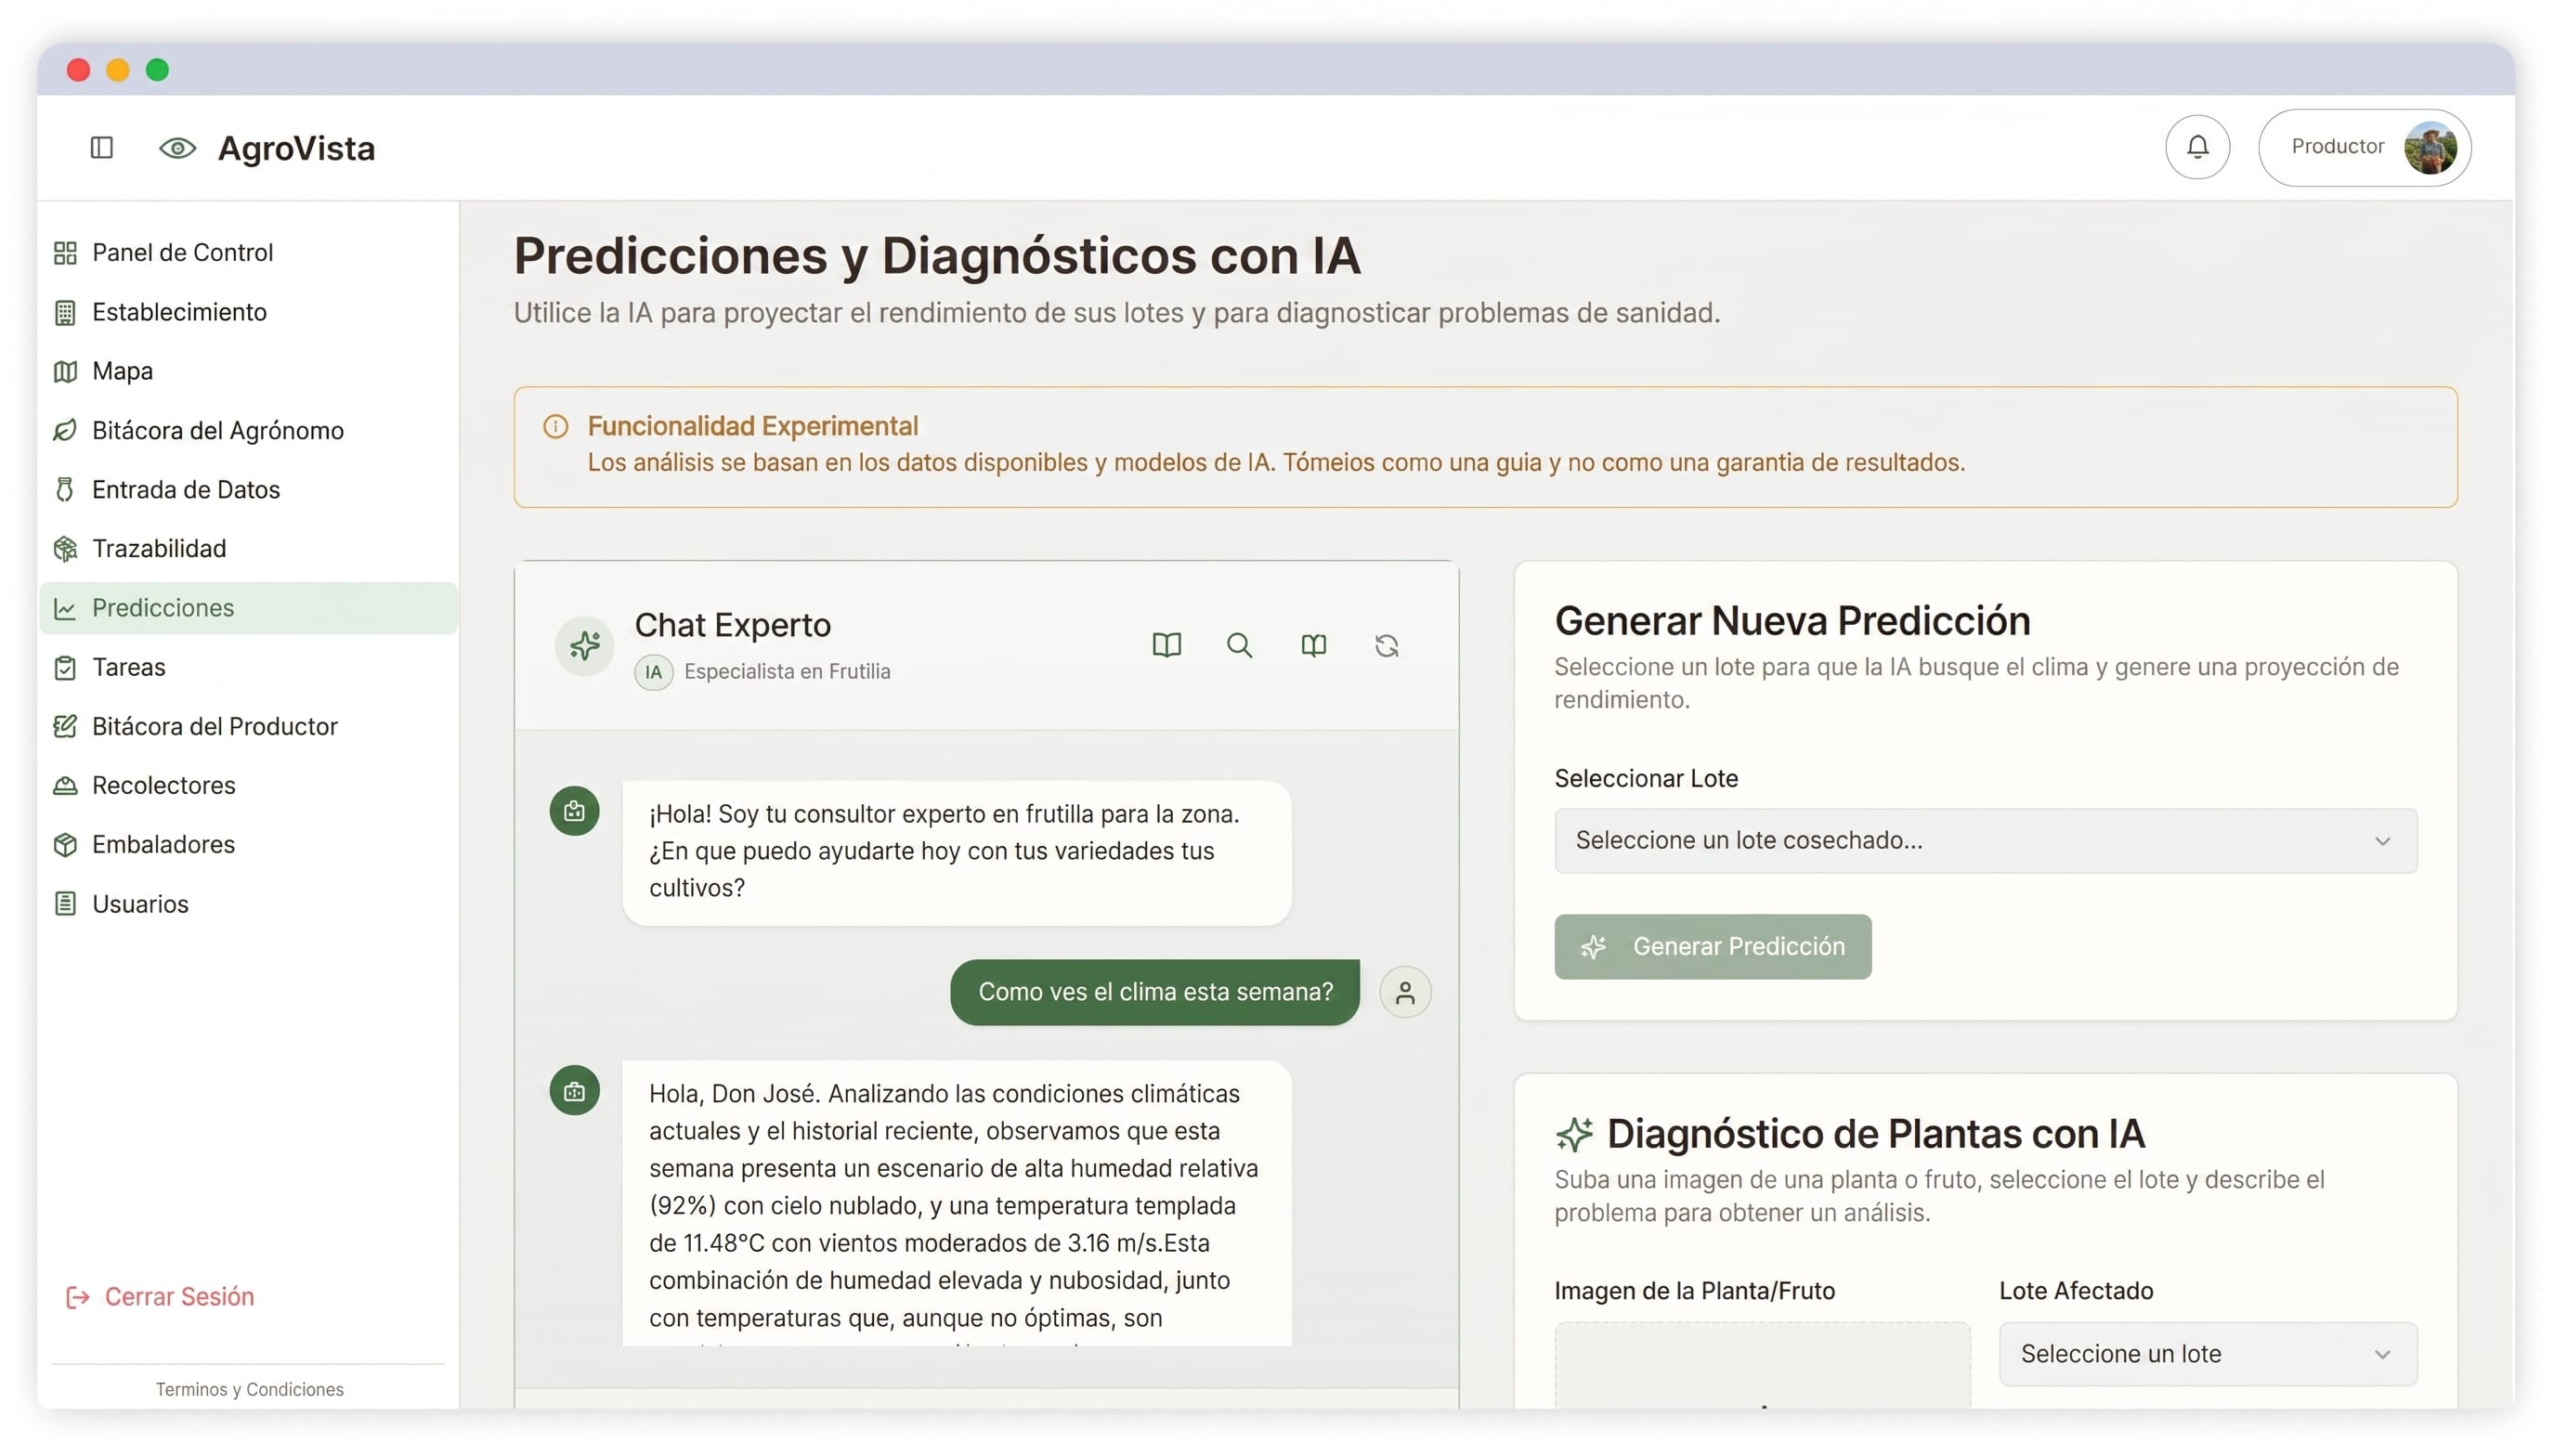 AgroVista
Productor
Panel de Control
Establecimiento
Mapa
Bitácora del Agrónomo
Entrada de Datos
Trazabilidad
Predicciones
Tareas
Bitácora del Productor
Recolectores
Embaladores
Usuarios
Cerrar Sesión
Terminos y Condiciones
Predicciones y Diagnósticos con IA
Utilice la IA para proyectar el rendimiento de sus lotes y para diagnosticar problemas de sanidad.
Funcionalidad Experimental
Los análisis se basan en los datos disponibles y modelos de IA. Tómeios como una guia y no como una garantia de resultados.
Chat Experto
IA Especialista en Frutilia
¡Hola! Soy tu consultor experto en frutilla para la zona.
¿En que puedo ayudarte hoy con tus variedades tus
cultivos?
Como ves el clima esta semana?
Hola, Don José. Analizando las condiciones climáticas
actuales y el historial reciente, observamos que esta
semana presenta un escenario de alta humedad relativa
(92%) con cielo nublado, y una temperatura templada
de 11.48°C con vientos moderados de 3.16 m/s.Esta
combinación de humedad elevada y nubosidad, junto
con temperaturas que, aunque no óptimas, son
Generar Nueva Predicción
Seleccione un lote para que la IA busque el clima y genere una proyección de
rendimiento.
Seleccionar Lote
Seleccione un lote cosechado...
Generar Predicción
Diagnóstico de Plantas con IA
Suba una imagen de una planta o fruto, seleccione el lote y describe el
problema para obtener un análisis.
Imagen de la Planta/Fruto
Lote Afectado
Seleccione un lote